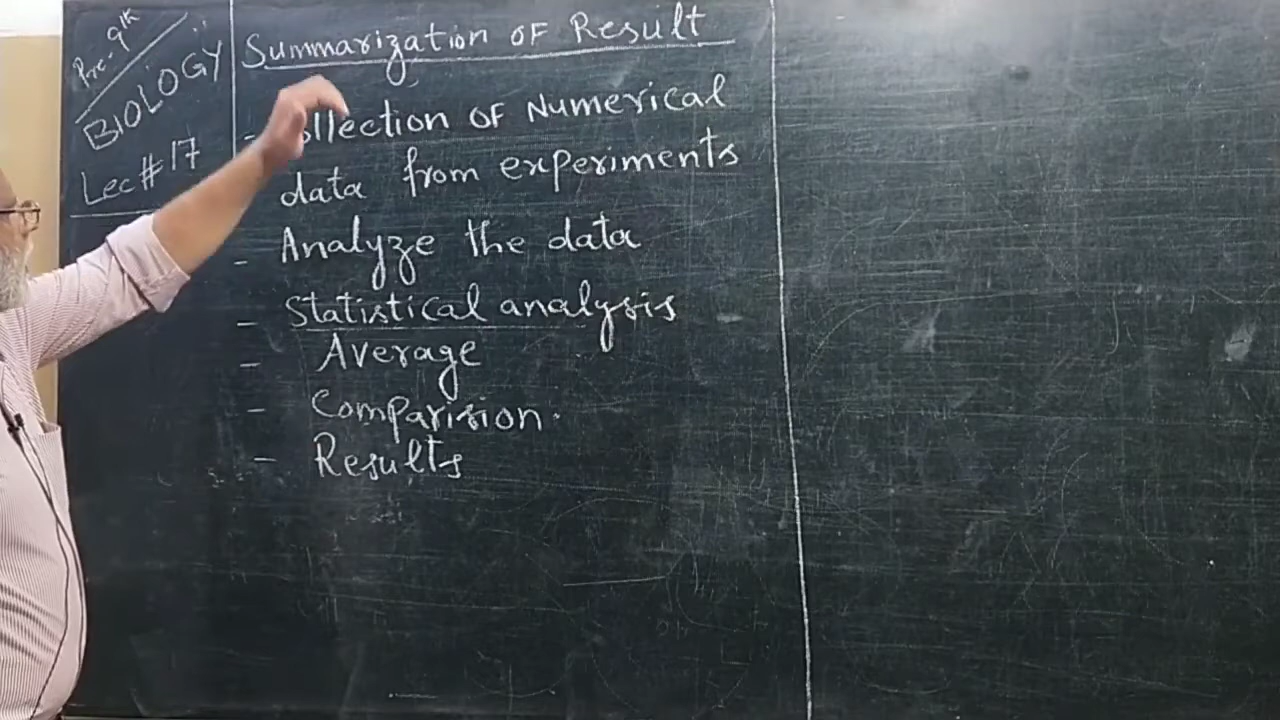 Pre-9th
BIOLOGY
Lec#17
Summarization OF Result
- ollection OF Numerical
data from experiments
- Analyze the data
- Statistical analysis
- Average
- Comparision.
- Results